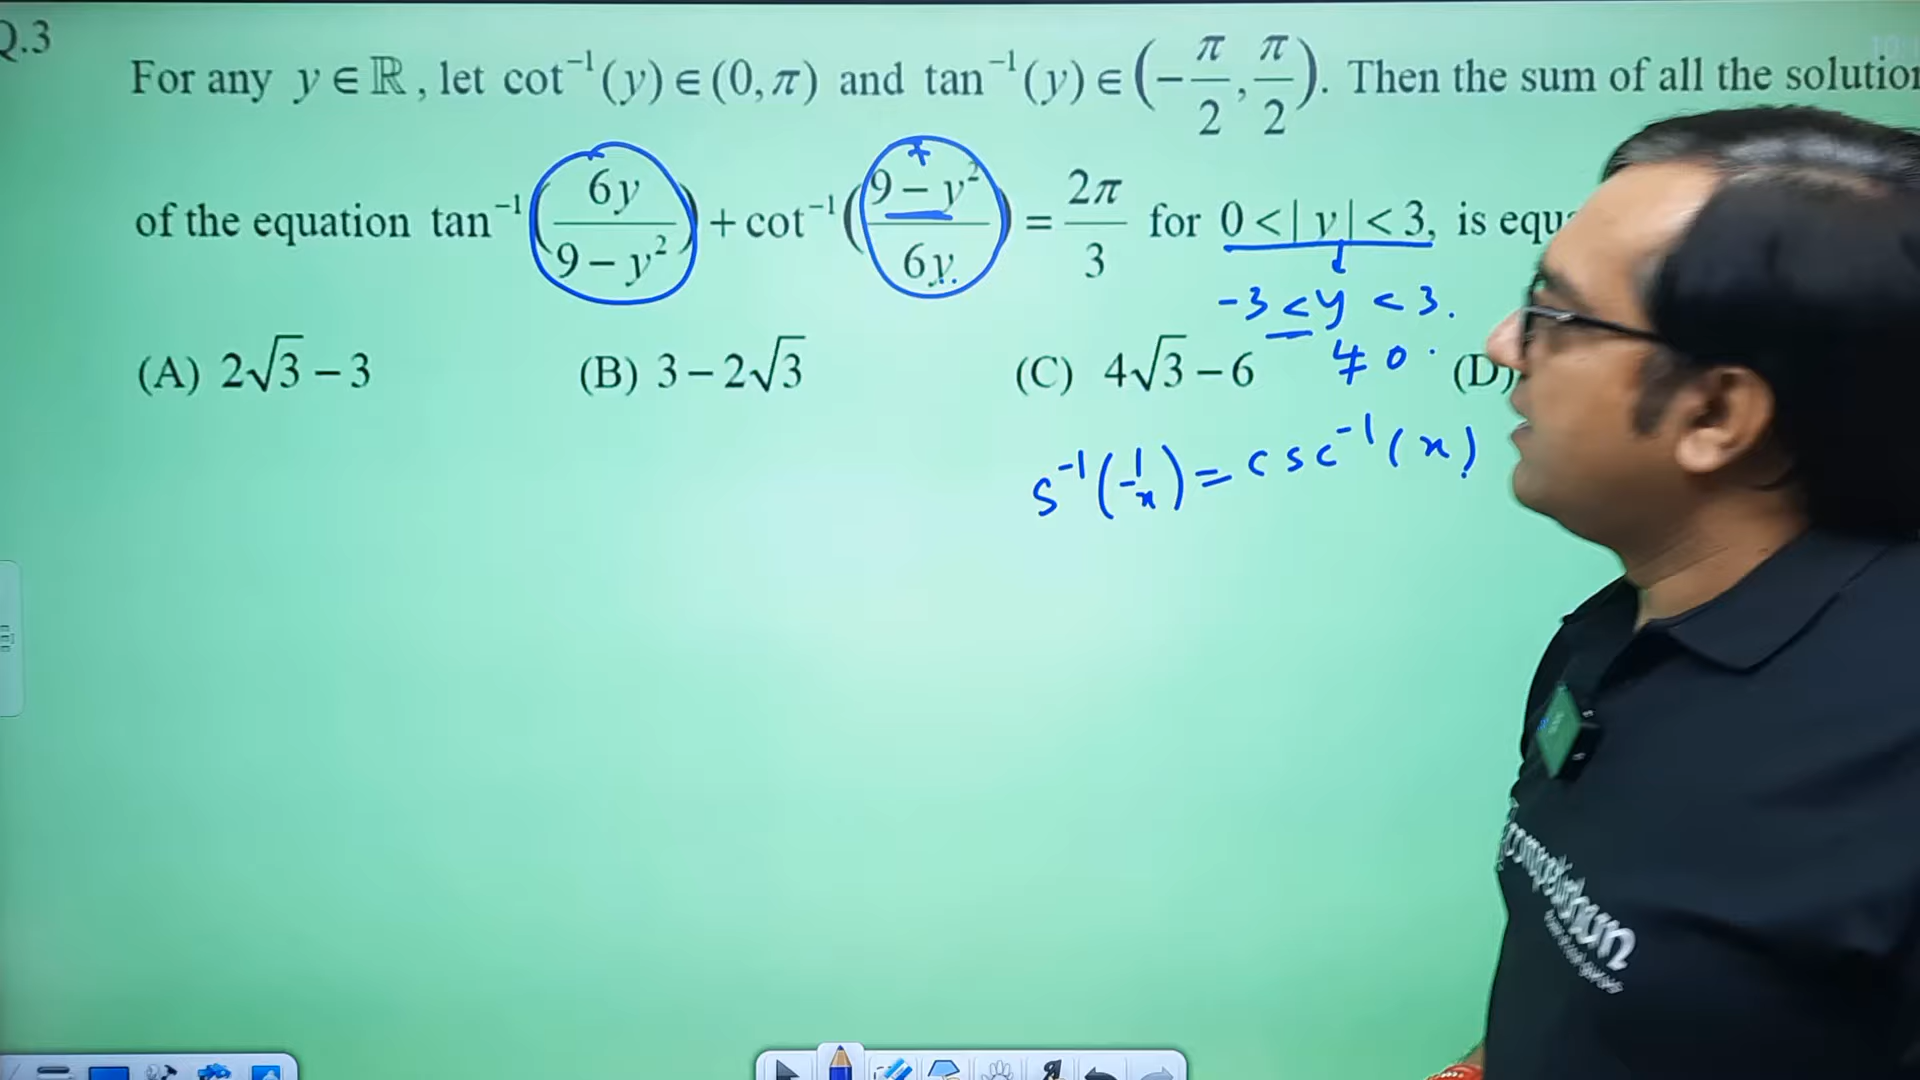 Q.3
For any y ∈ ℝ, let cot⁻¹(y) ∈ (0, π) and tan⁻¹(y) ∈ (-π/2, π/2). Then the sum of all the solution
of the equation tan⁻¹(6y/(9 - y²)) + cot⁻¹((9 - y²)/6y) = 2π/3 for 0 < | y | < 3, is equ
+
-3 < y < 3.
≠ 0
(A) 2√3 - 3 (B) 3 - 2√3 (C) 4√3 - 6 (D)
s⁻¹(1/x) = csc⁻¹(x)